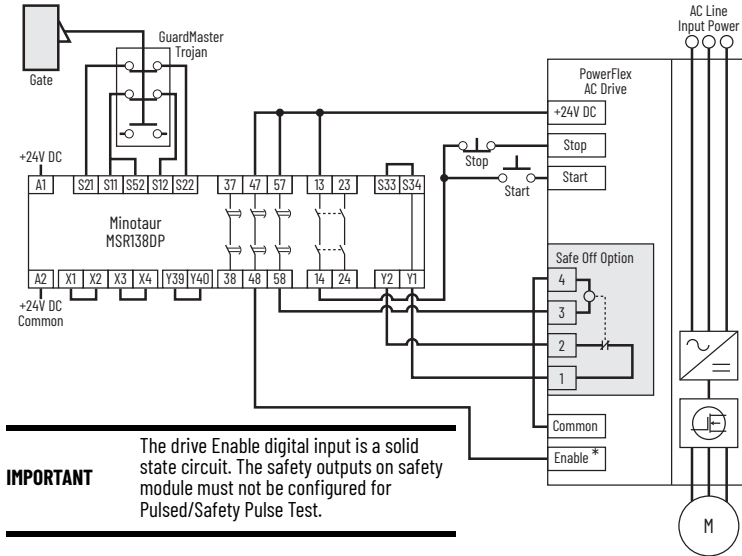 AC Line
Input Power
Gate
GuardMaster
Trojan
PowerFlex
AC Drive
+24V DC
Stop
Start
Stop
Start
+24V DC
A1 S21 S11 S52 S12 S22 37 47 57 13 23 S33 S34
Minotaur
MSR138DP
A2 X1 X2 X3 X4 Y39 Y40 38 48 58 14 24 Y2 Y1
+24V DC
Common
Safe Off Option
4
3
2
1
Common
Enable *
M
IMPORTANT
The drive Enable digital input is a solid
state circuit. The safety outputs on safety
module must not be configured for
Pulsed/Safety Pulse Test.